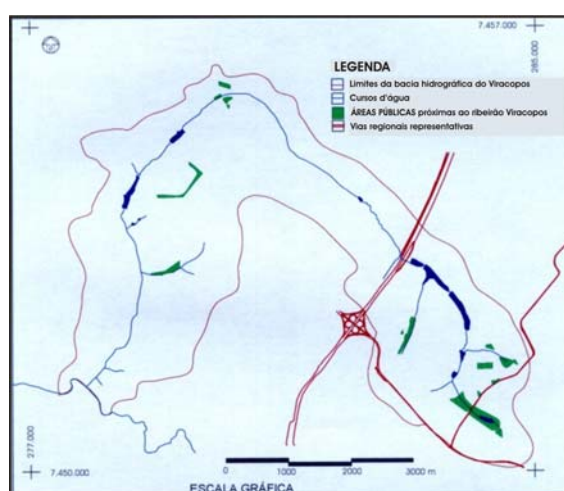 7.457.000
285.000
LEGENDA
Limites da bacia hidrográfica do Viracopos
Cursos d'água
ÁREAS PÚBLICAS próximas ao ribeirão Viracopos
Vias regionais representativas
277.000
7.450.000
0 1000 2000 3000 m
ESCALA GRÁFICA